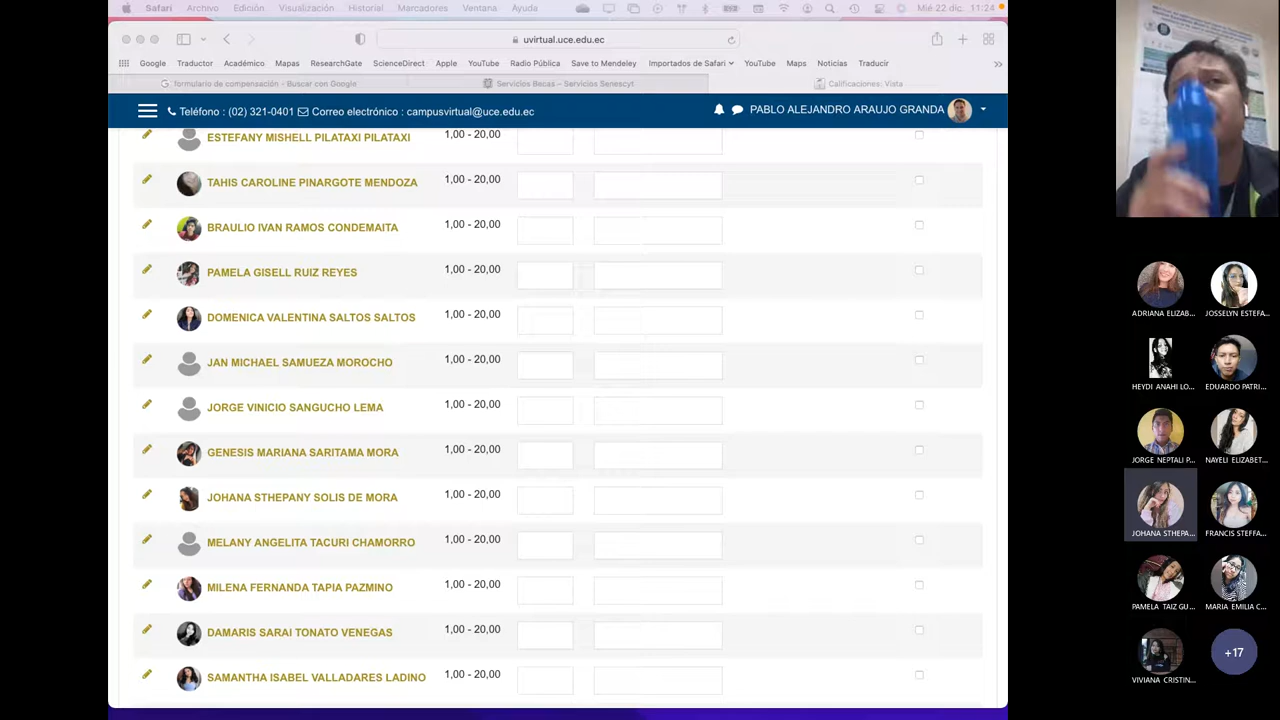 Safari Archivo Edición Visualización Historial Marcadores Ventana Ayuda Mié 22 dic. 11:24
uvirtual.uce.edu.ec
Google Traductor Académico Mapas ResearchGate ScienceDirect Apple YouTube Radio Pública Save to Mendeley Importados de Safari YouTube Maps Noticias Traducir
formulario de compensación - Buscar con Google Servicios Becas – Servicios Senescyt Calificaciones: Vista
Teléfono : (02) 321-0401 Correo electrónico : campusvirtual@uce.edu.ec PABLO ALEJANDRO ARAUJO GRANDA
ESTEFANY MISHELL PILATAXI PILATAXI 1,00 - 20,00
TAHIS CAROLINE PINARGOTE MENDOZA 1,00 - 20,00
BRAULIO IVAN RAMOS CONDEMAITA 1,00 - 20,00
PAMELA GISELL RUIZ REYES 1,00 - 20,00
DOMENICA VALENTINA SALTOS SALTOS 1,00 - 20,00
JAN MICHAEL SAMUEZA MOROCHO 1,00 - 20,00
JORGE VINICIO SANGUCHO LEMA 1,00 - 20,00
GENESIS MARIANA SARITAMA MORA 1,00 - 20,00
JOHANA STHEPANY SOLIS DE MORA 1,00 - 20,00
MELANY ANGELITA TACURI CHAMORRO 1,00 - 20,00
MILENA FERNANDA TAPIA PAZMINO 1,00 - 20,00
DAMARIS SARAI TONATO VENEGAS 1,00 - 20,00
SAMANTHA ISABEL VALLADARES LADINO 1,00 - 20,00
ADRIANA ELIZAB... JOSSELYN ESTEFA...
HEYDI ANAHI LO... EDUARDO PATRI...
JORGE NEPTALI P... NAYELI ELIZABET...
JOHANA STHEPA... FRANCIS STEFFA...
PAMELA TAIZ GU... MARIA EMILIA C...
VIVIANA CRISTIN... +17